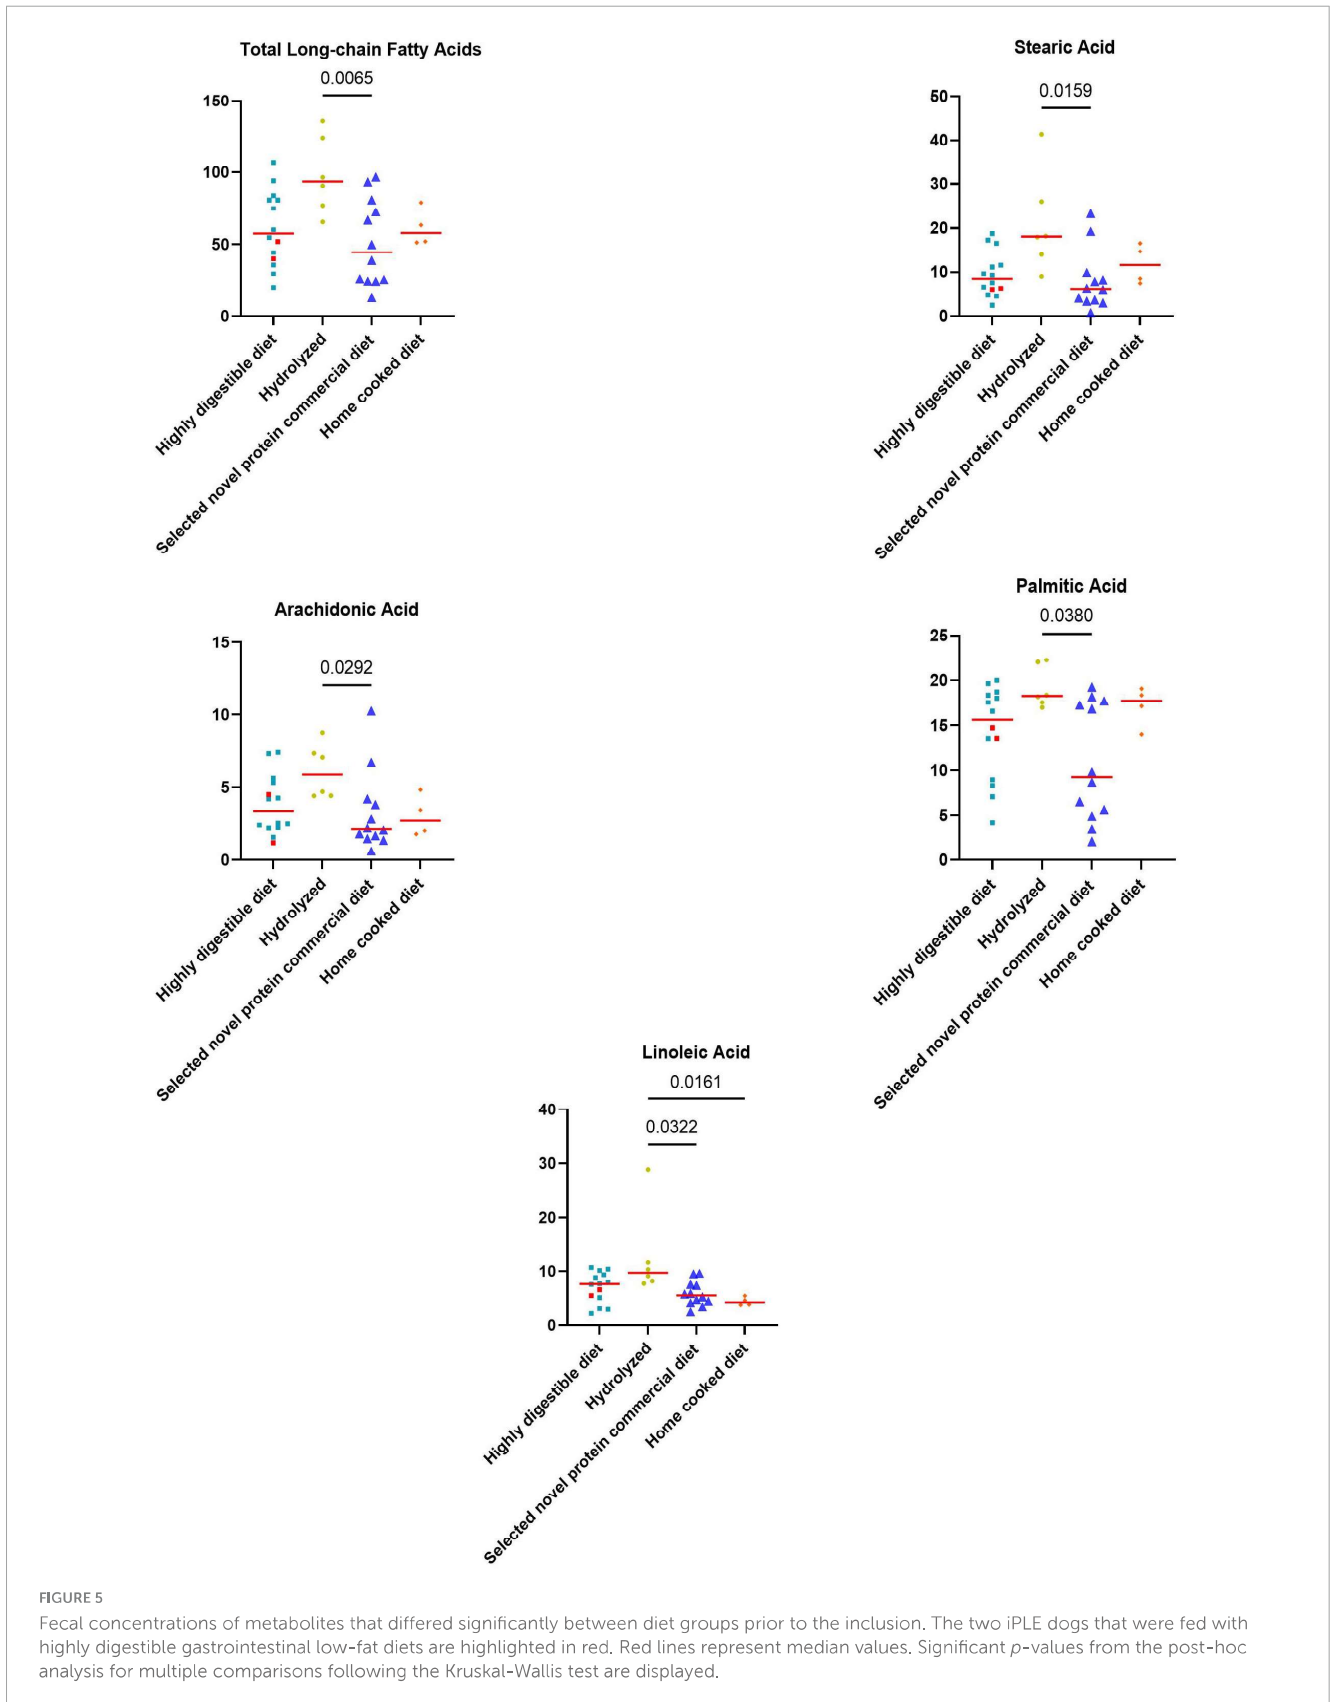 Total Long-chain Fatty Acids
0.0065
150
100
50
0
Highly digestible diet
Hydrolyzed
Selected novel protein commercial diet
Home cooked diet
Stearic Acid
0.0159
50
40
30
20
10
0
Highly digestible diet
Hydrolyzed
Selected novel protein commercial diet
Home cooked diet
Arachidonic Acid
0.0292
15
10
5
0
Highly digestible diet
Hydrolyzed
Selected novel protein commercial diet
Home cooked diet
Palmitic Acid
0.0380
25
20
15
10
5
0
Highly digestible diet
Hydrolyzed
Selected novel protein commercial diet
Home cooked diet
Linoleic Acid
0.0161
0.0322
40
30
20
10
0
Highly digestible diet
Hydrolyzed
Selected novel protein commercial diet
Home cooked diet
FIGURE 5
Fecal concentrations of metabolites that differed significantly between diet groups prior to the inclusion. The two iPLE dogs that were fed with
highly digestible gastrointestinal low-fat diets are highlighted in red. Red lines represent median values. Significant p-values from the post-hoc
analysis for multiple comparisons following the Kruskal-Wallis test are displayed.